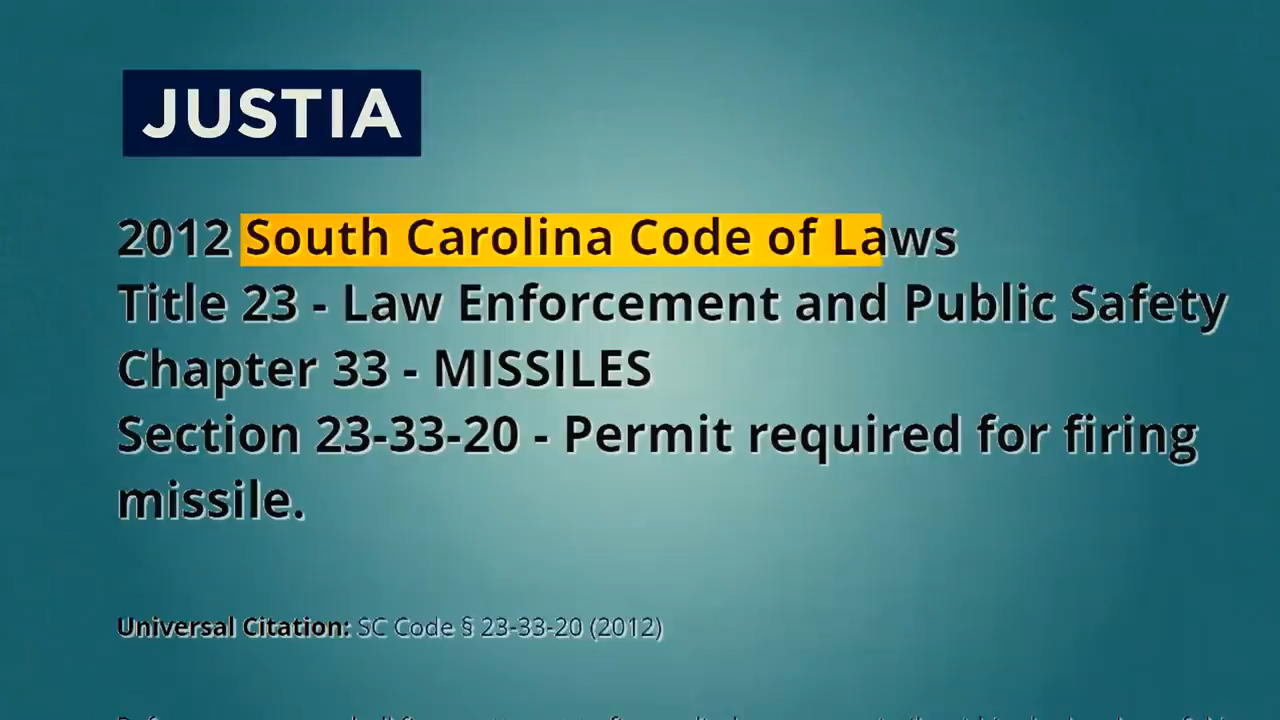 JUSTIA
2012 South Carolina Code of Laws
Title 23 - Law Enforcement and Public Safety
Chapter 33 - MISSILES
Section 23-33-20 - Permit required for firing
missile.
Universal Citation: SC Code § 23-33-20 (2012)